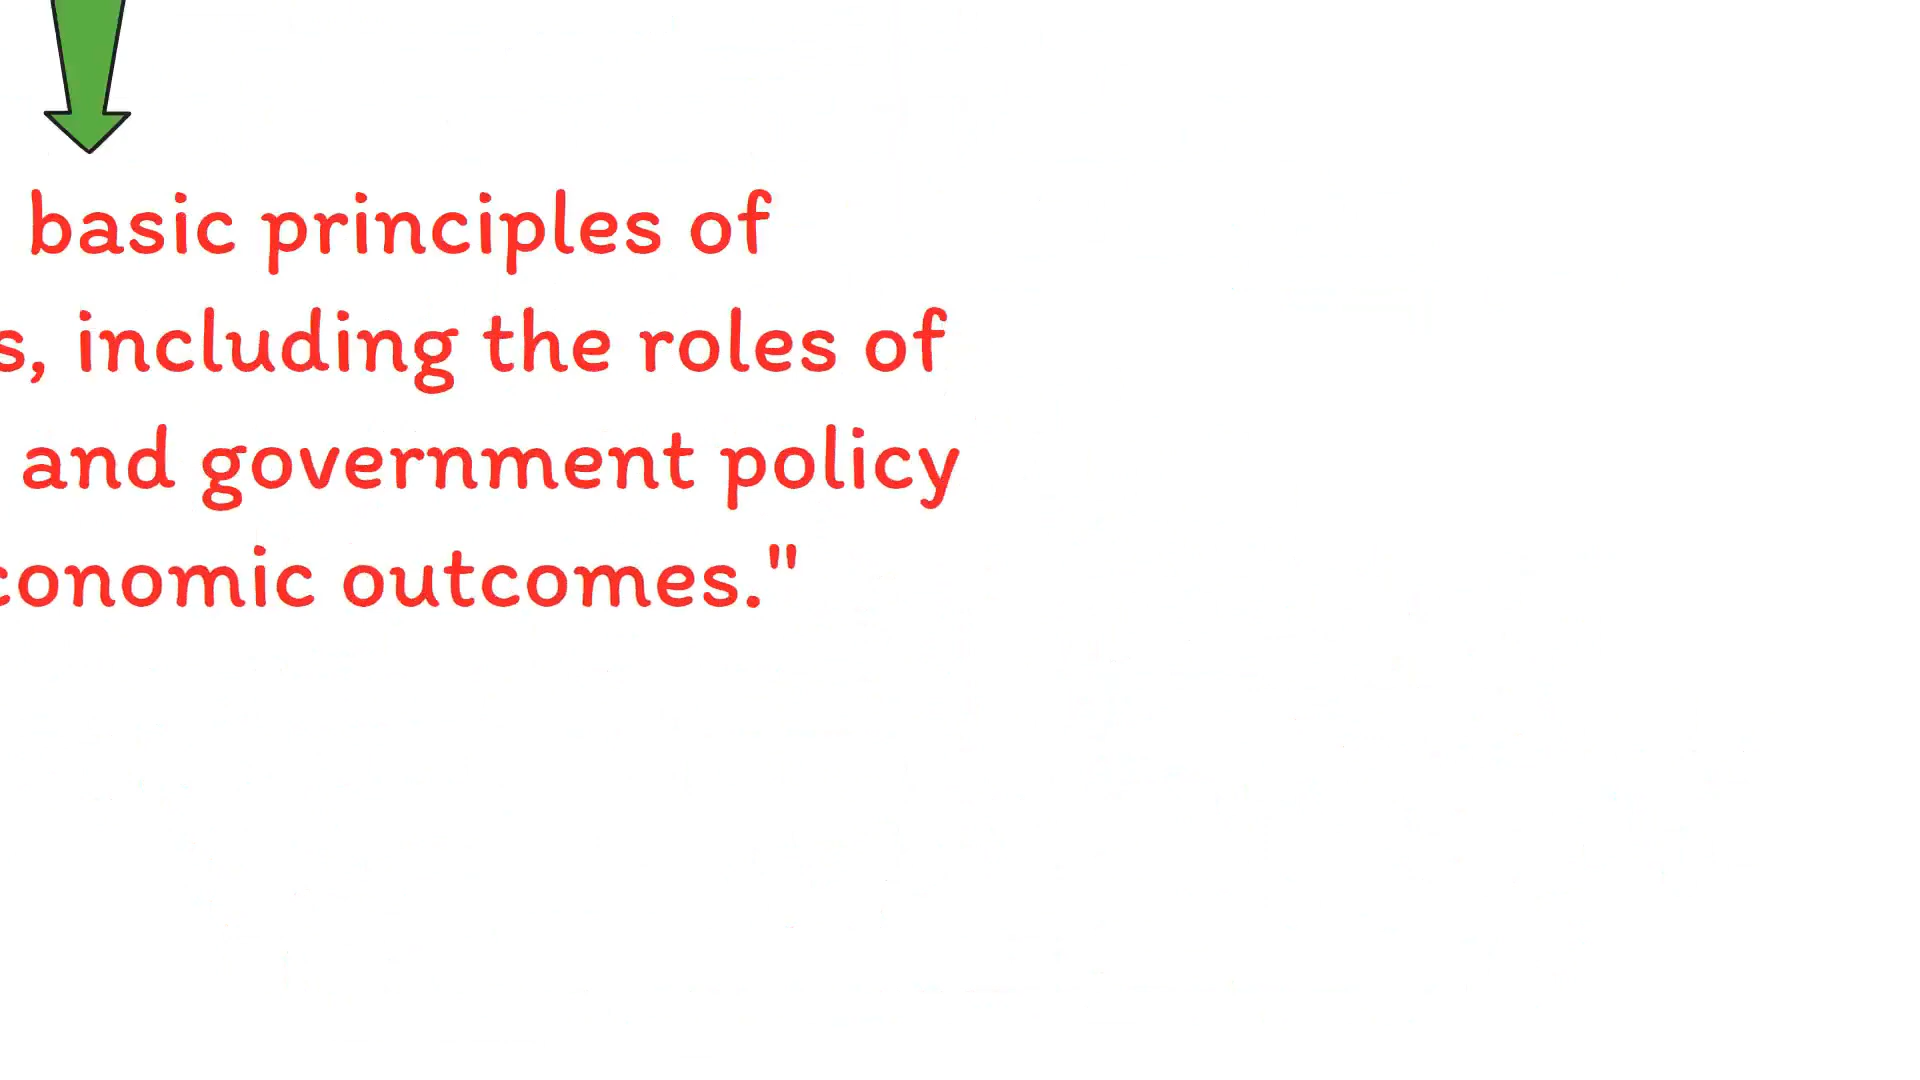 basic principles of
s, including the roles of
and government policy
conomic outcomes."